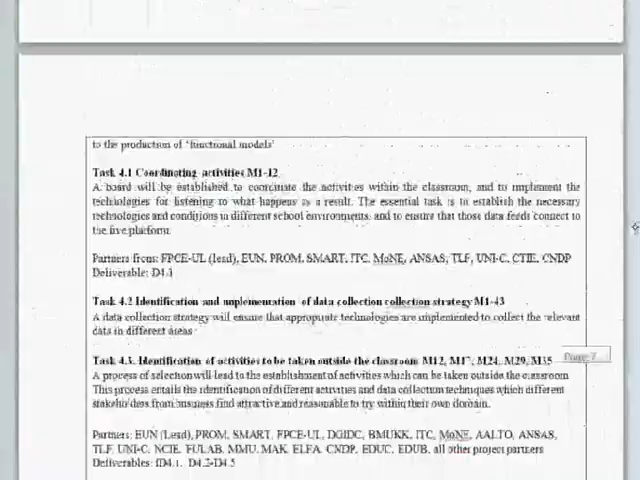 to the production of 'functional models'
Task 4.1 Coordinating activities M1-12
A board will be established to coordinate the activities within the classroom, and to implement the
technologies for listening to what happens as a result. The essential task is to establish the necessary
technologies and conditions in different school environments, and to ensure that those data feeds connect to
the live platform.
Partners from: FPCE-UL (lead), EUN, PROM, SMART, ITC, MoNE, ANSAS, TLF, UNI-C, CTIE, CNDP
Deliverable: D4.1
Task 4.2 Identification and implementation of data collection collection strategy M1-43
A data collection strategy will ensure that appropriate technologies are implemented to collect the relevant
data in different areas
Task 4.3. Identification of activities to be taken outside the classroom M12, M24, M29, M35
Page 7
A process of selection will lead to the establishment of activities which can be taken outside the classroom
This process entails the identification of different activities and data collection techniques which different
stakeholders from business find attractive and reasonable to try within their own domain.
Partners: EUN (Lead), PROM, SMART, FPCE-UL, DGIDC, BMUKK, ITC, MoNE, AALTO, ANSAS,
TLF, UNI-C, NCIE, FULAB, MMU, MAK, ELFA, CNDP, EDUC, EDUB, all other project partners
Deliverables: D4.2-D4.5